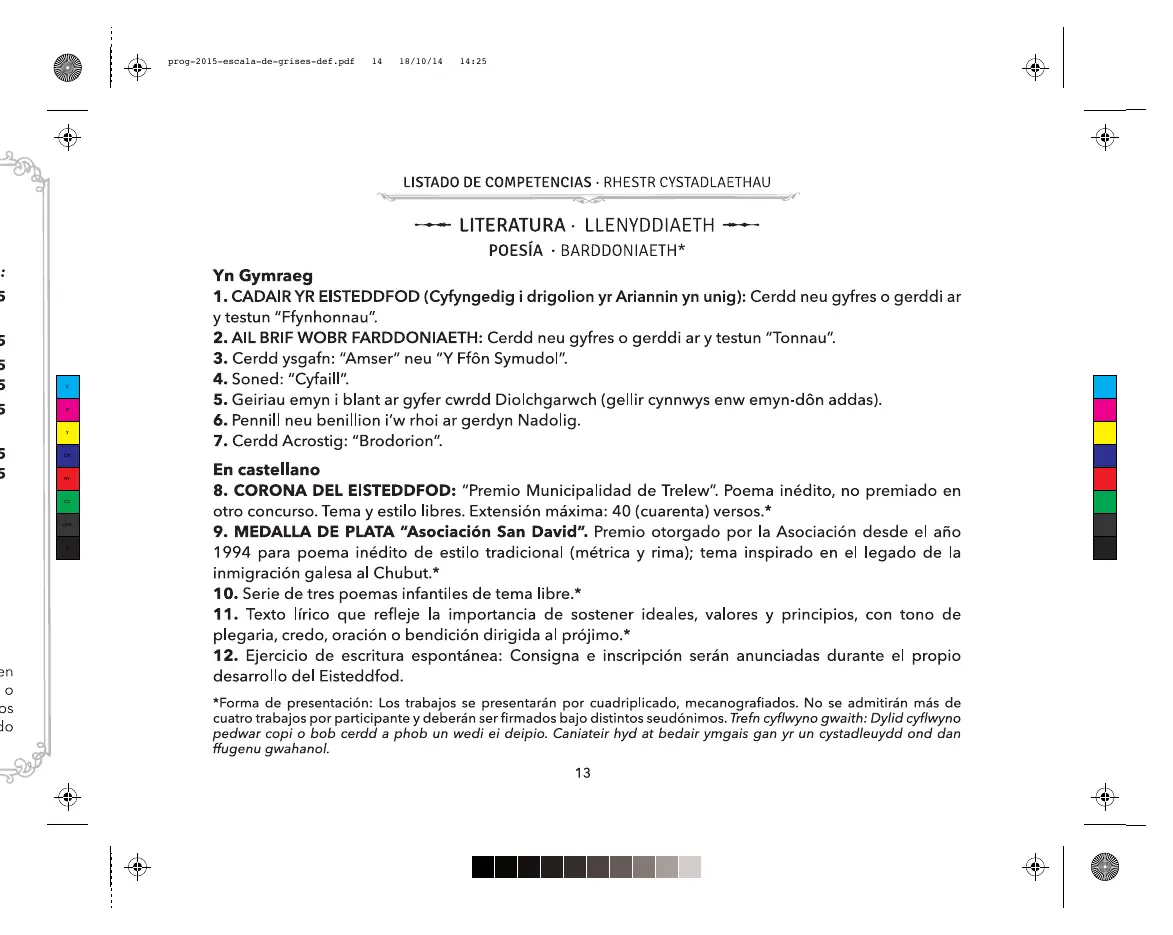 prog-2015-escala-de-grises-def.pdf 14 18/10/14 14:25
LISTADO DE COMPETENCIAS · RHESTR CYSTADLAETHAU
LITERATURA · LLENYDDIAETH
POESÍA · BARDDONIAETH*
Yn Gymraeg
1. CADAIR YR EISTEDDFOD (Cyfyngedig i drigolion yr Ariannin yn unig): Cerdd neu gyfres o gerddi ar
y testun “Ffynhonnau”.
2. AIL BRIF WOBR FARDDONIAETH: Cerdd neu gyfres o gerddi ar y testun “Tonnau”.
3. Cerdd ysgafn: “Amser” neu “Y Ffôn Symudol”.
4. Soned: “Cyfaill”.
5. Geiriau emyn i blant ar gyfer cwrdd Diolchgarwch (gellir cynnwys enw emyn-dôn addas).
6. Pennill neu benillion i’w rhoi ar gerdyn Nadolig.
7. Cerdd Acrostig: “Brodorion”.
En castellano
8. CORONA DEL EISTEDDFOD: “Premio Municipalidad de Trelew”. Poema inédito, no premiado en
otro concurso. Tema y estilo libres. Extensión máxima: 40 (cuarenta) versos.*
9. MEDALLA DE PLATA “Asociación San David”. Premio otorgado por la Asociación desde el año
1994 para poema inédito de estilo tradicional (métrica y rima); tema inspirado en el legado de la
inmigración galesa al Chubut.*
10. Serie de tres poemas infantiles de tema libre.*
11. Texto lírico que refleje la importancia de sostener ideales, valores y principios, con tono de
plegaria, credo, oración o bendición dirigida al prójimo.*
12. Ejercicio de escritura espontánea: Consigna e inscripción serán anunciadas durante el propio
desarrollo del Eisteddfod.
*Forma de presentación: Los trabajos se presentarán por cuadriplicado, mecanografiados. No se admitirán más de
cuatro trabajos por participante y deberán ser firmados bajo distintos seudónimos. Trefn cyflwyno gwaith: Dylid cyflwyno
pedwar copi o bob cerdd a phob un wedi ei deipio. Caniateir hyd at bedair ymgais gan yr un cystadleuydd ond dan
ffugenu gwahanol.
13
:
5
5
5
5
5
5
5
en
o
os
do